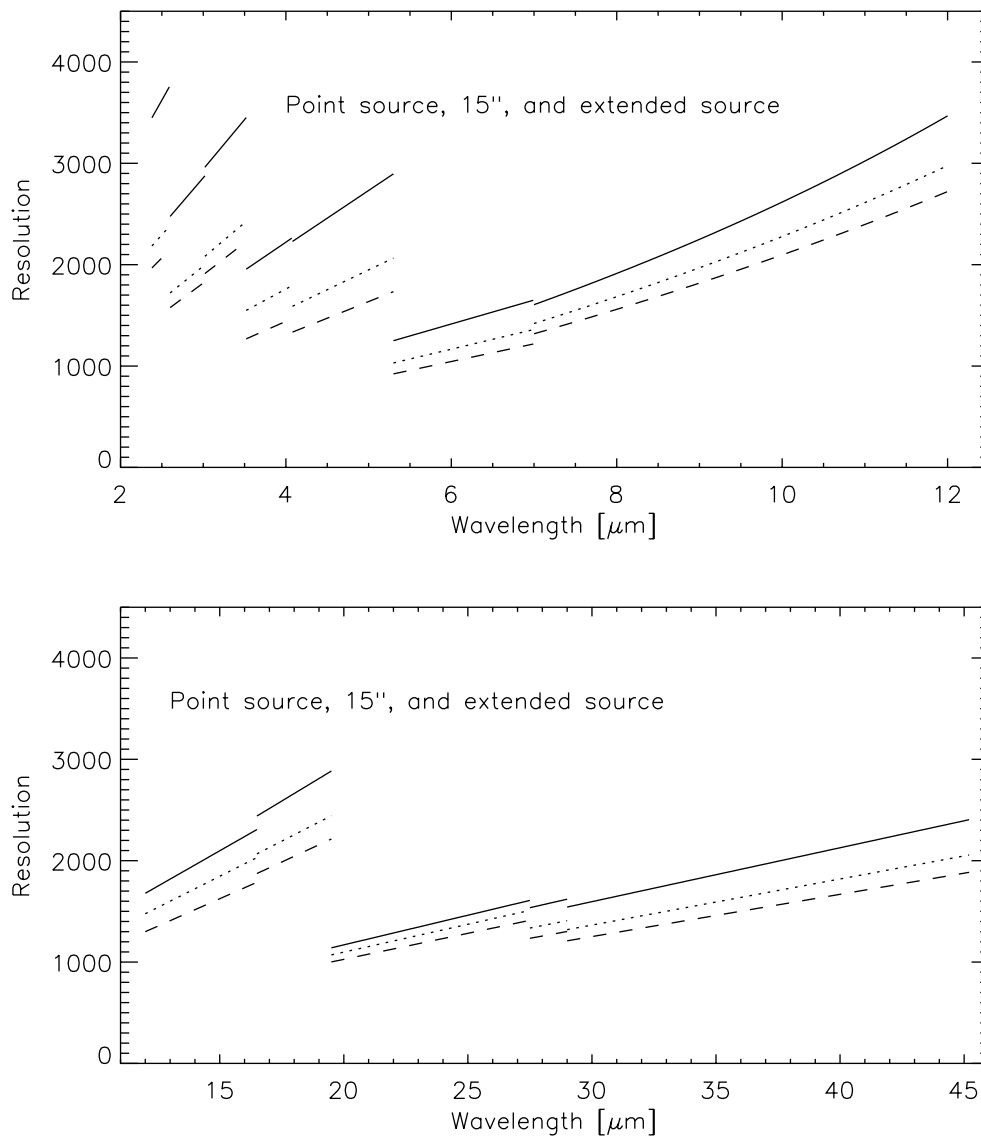 4000
3000
2000
1000
0
Resolution
Point source, 15", and extended source
2 4 6 8 10 12
Wavelength [μm]
4000
3000
2000
1000
0
Resolution
Point source, 15", and extended source
15 20 25 30 35 40 45
Wavelength [μm]